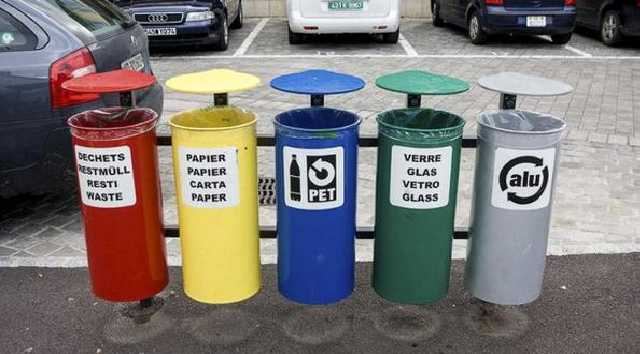 DECHETS
RESTMÜLL
RESTI
WASTE
PAPIER
PAPIER
CARTA
PAPER
PET
VERRE
GLAS
VETRO
GLASS
alu